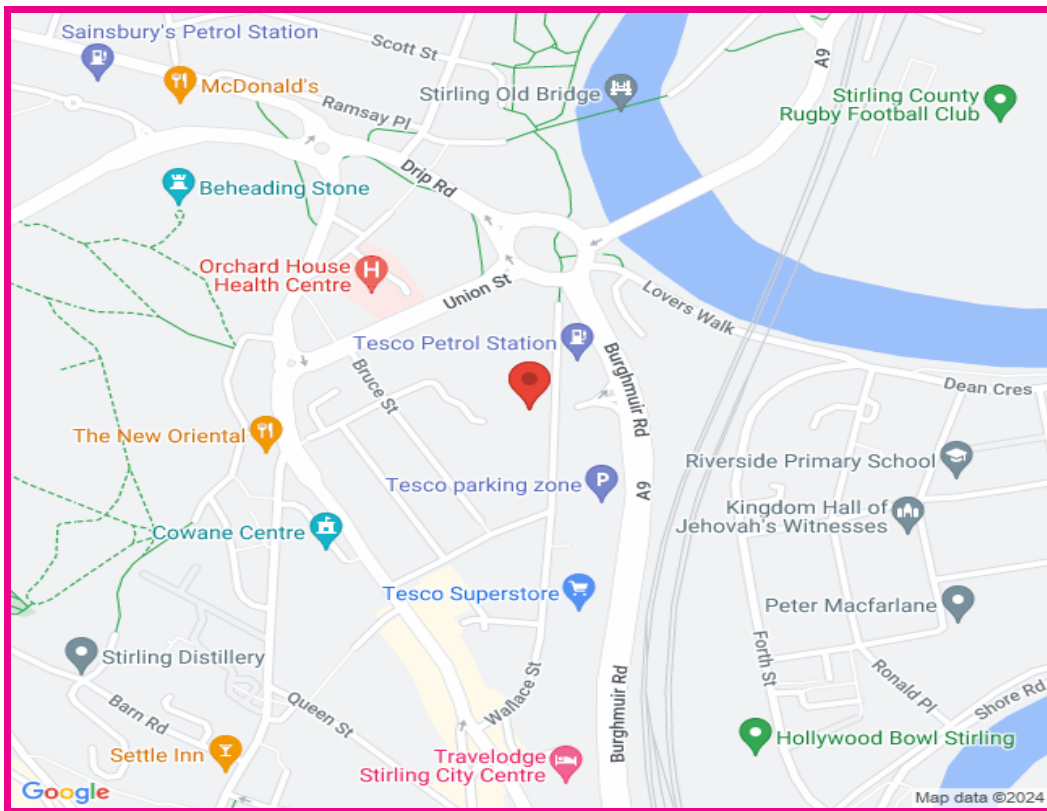 Sainsbury's Petrol Station
Scott St
A9
McDonald's
Stirling Old Bridge
Stirling County
Rugby Football Club
Ramsay Pl
Drip Rd
Beheading Stone
Orchard House
Health Centre
Union St
Lovers Walk
Tesco Petrol Station
Burghmuir Rd
Bruce St
Dean Cres
The New Oriental
Riverside Primary School
Tesco parking zone
P
A9
Kingdom Hall of
Jehovah's Witnesses
Cowane Centre
Tesco Superstore
Peter Macfarlane
Stirling Distillery
Forth St
Ronald Pl
Shore Rd
Wallace St
Burghmuir Rd
Queen St
Barn Rd
Settle Inn
Hollywood Bowl Stirling
Travelodge
Stirling City Centre
H
Google
Map data ©2024